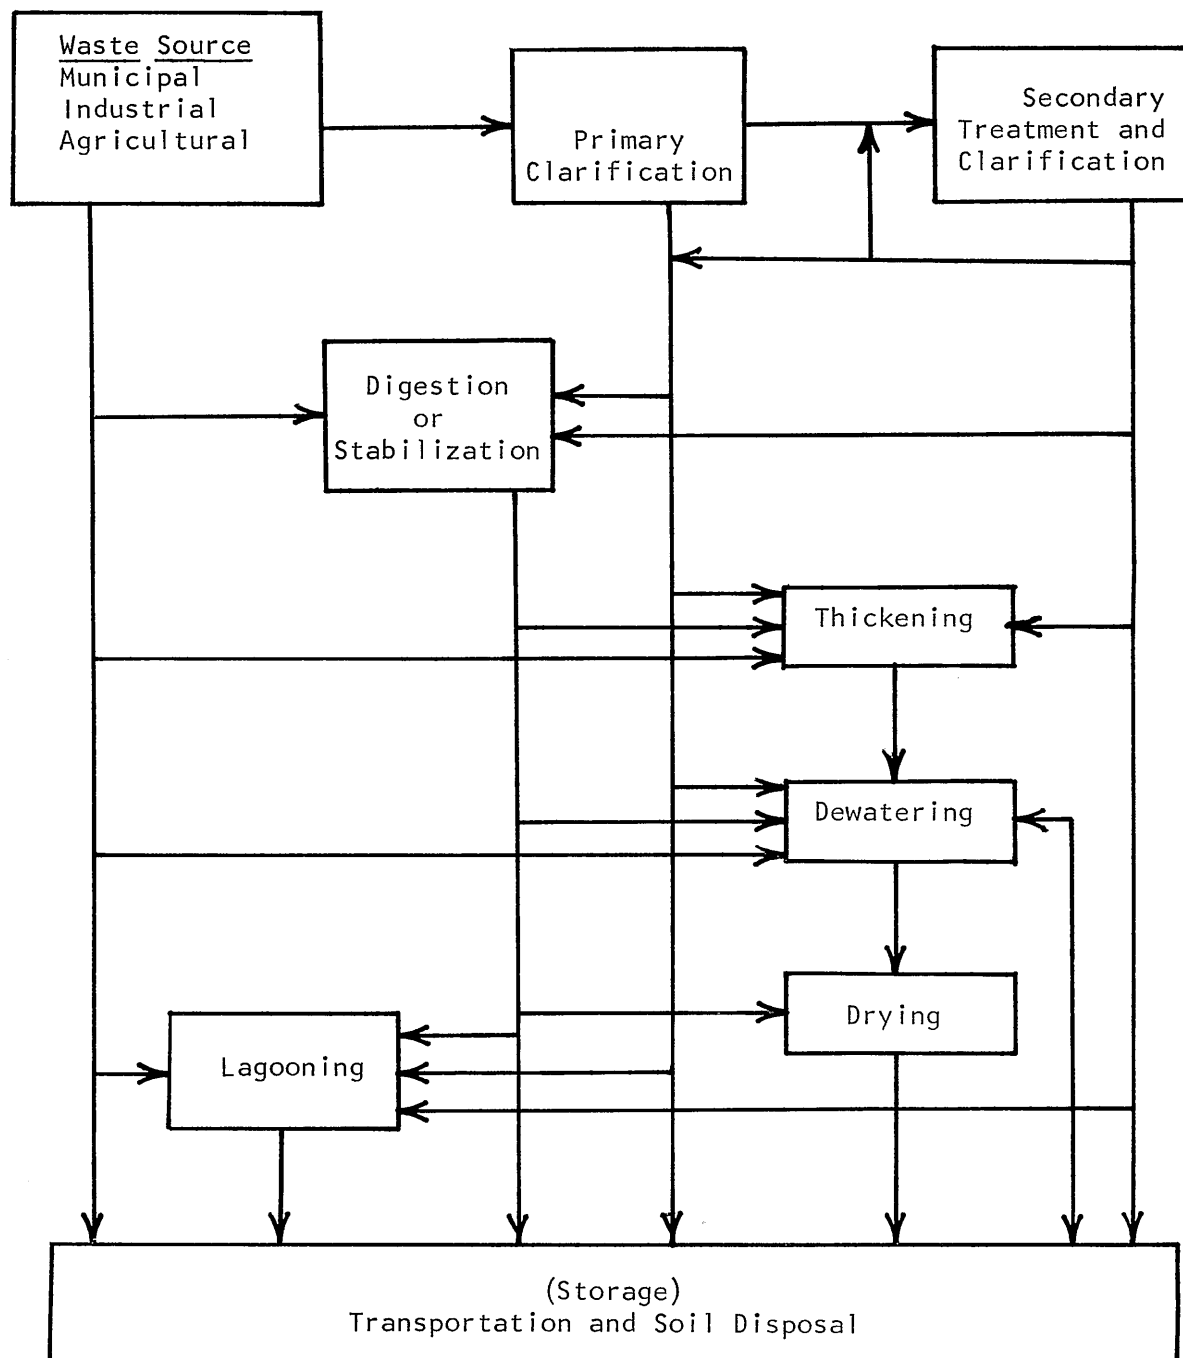 Waste Source
Municipal
Industrial
Agricultural
Primary
Clarification
Secondary
Treatment and
Clarification
Digestion
or
Stabilization
Thickening
Dewatering
Drying
Lagooning
(Storage)
Transportation and Soil Disposal